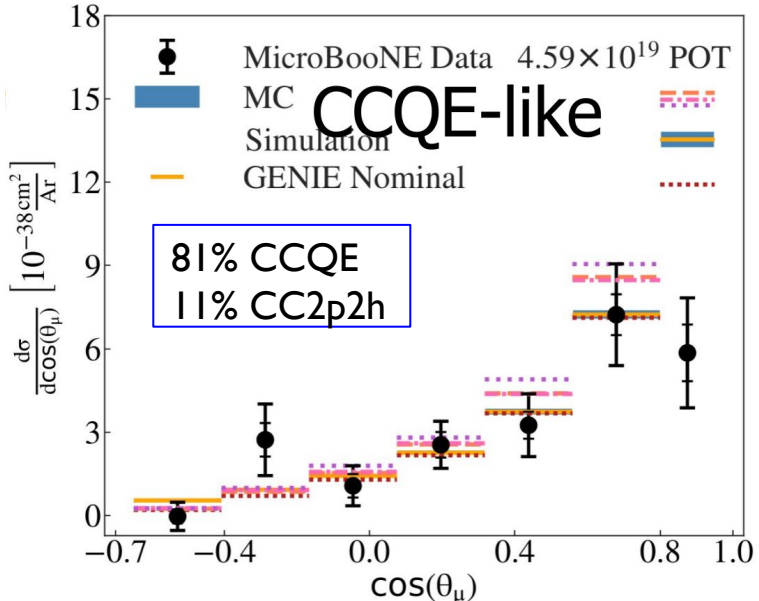 18
MicroBooNE Data 4.59×10¹⁹ POT
15
MC
CCQE-like
Simulation
GENIE Nominal
12
dσ/dcos(θμ) [10⁻³⁸ cm²/Ar]
9
81% CCQE
11% CC2p2h
6
3
0
−0.7 −0.4 0.0 0.4 0.8 1.0
cos(θμ)